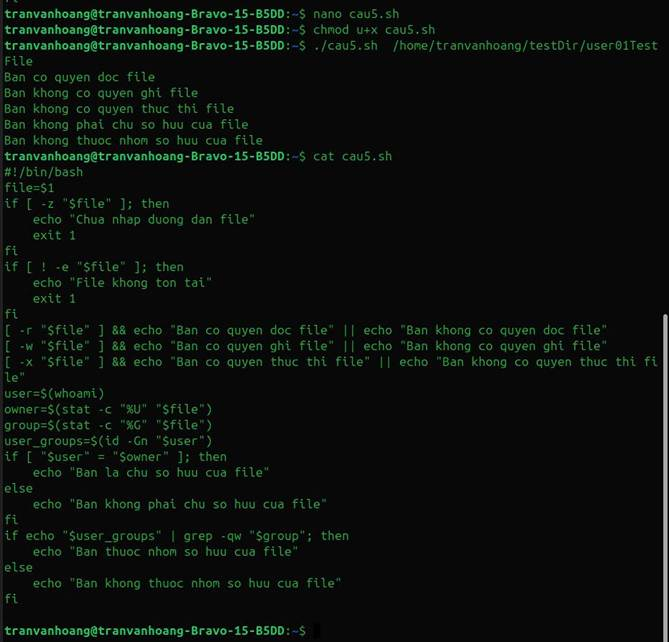 tranvanhoang@tranvanhoang-Bravo-15-B5DD:~$ nano cau5.sh
tranvanhoang@tranvanhoang-Bravo-15-B5DD:~$ chmod u+x cau5.sh
tranvanhoang@tranvanhoang-Bravo-15-B5DD:~$ ./cau5.sh  /home/tranvanhoang/testDir/user01Test
File
Ban co quyen doc file
Ban khong co quyen ghi file
Ban khong co quyen thuc thi file
Ban khong phai chu so huu cua file
Ban khong thuoc nhom so huu cua file
tranvanhoang@tranvanhoang-Bravo-15-B5DD:~$ cat cau5.sh
#!/bin/bash
file=$1
if [ -z "$file" ]; then
    echo "Chua nhap duong dan file"
    exit 1
fi
if [ ! -e "$file" ]; then
    echo "File khong ton tai"
    exit 1
fi
[ -r "$file" ] && echo "Ban co quyen doc file" || echo "Ban khong co quyen doc file"
[ -w "$file" ] && echo "Ban co quyen ghi file" || echo "Ban khong co quyen ghi file"
[ -x "$file" ] && echo "Ban co quyen thuc thi file" || echo "Ban khong co quyen thuc thi fi
le"
user=$(whoami)
owner=$(stat -c "%U" "$file")
group=$(stat -c "%G" "$file")
user_groups=$(id -Gn "$user")
if [ "$user" = "$owner" ]; then
    echo "Ban la chu so huu cua file"
else
    echo "Ban khong phai chu so huu cua file"
fi
if echo "$user_groups" | grep -qw "$group"; then
    echo "Ban thuoc nhom so huu cua file"
else
    echo "Ban khong thuoc nhom so huu cua file"
fi
tranvanhoang@tranvanhoang-Bravo-15-B5DD:~$